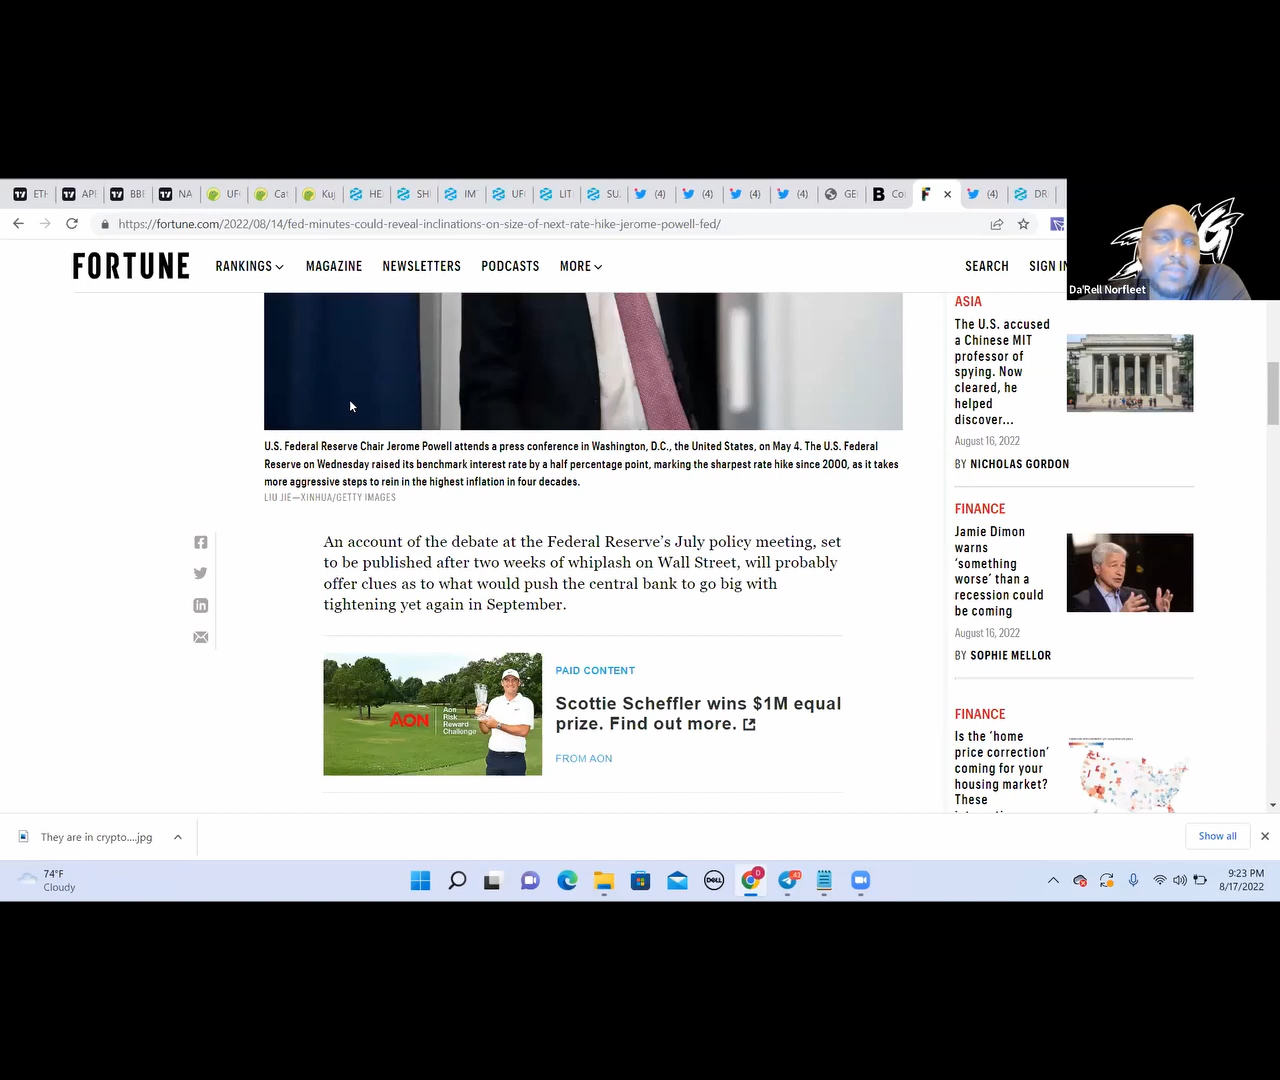 ETH
API
BBF
NA
UF
Cat
Kuj
HE
SH
IM
UF
LIT
SU.
(4)
(4)
(4)
(4)
GE
Co
(4)
DR
https://fortune.com/2022/08/14/fed-minutes-could-reveal-inclinations-on-size-of-next-rate-hike-jerome-powell-fed/
G
Da'Rell Norfleet
FORTUNE
RANKINGS
MAGAZINE
NEWSLETTERS
PODCASTS
MORE
SEARCH
SIGN IN
U.S. Federal Reserve Chair Jerome Powell attends a press conference in Washington, D.C., the United States, on May 4. The U.S. Federal
Reserve on Wednesday raised its benchmark interest rate by a half percentage point, marking the sharpest rate hike since 2000, as it takes
more aggressive steps to rein in the highest inflation in four decades.
LIU JIE—XINHUA/GETTY IMAGES
An account of the debate at the Federal Reserve's July policy meeting, set
to be published after two weeks of whiplash on Wall Street, will probably
offer clues as to what would push the central bank to go big with
tightening yet again in September.
AON
Aon
Risk
Reward
Challenge
PAID CONTENT
Scottie Scheffler wins $1M equal
prize. Find out more.
FROM AON
ASIA
The U.S. accused
a Chinese MIT
professor of
spying. Now
cleared, he
helped
discover...
August 16, 2022
BY NICHOLAS GORDON
FINANCE
Jamie Dimon
warns
'something
worse' than a
recession could
be coming
August 16, 2022
BY SOPHIE MELLOR
FINANCE
Is the 'home
price correction'
coming for your
housing market?
These
They are in crypto....jpg
Show all
74°F
Cloudy
DELL
9:23 PM
8/17/2022